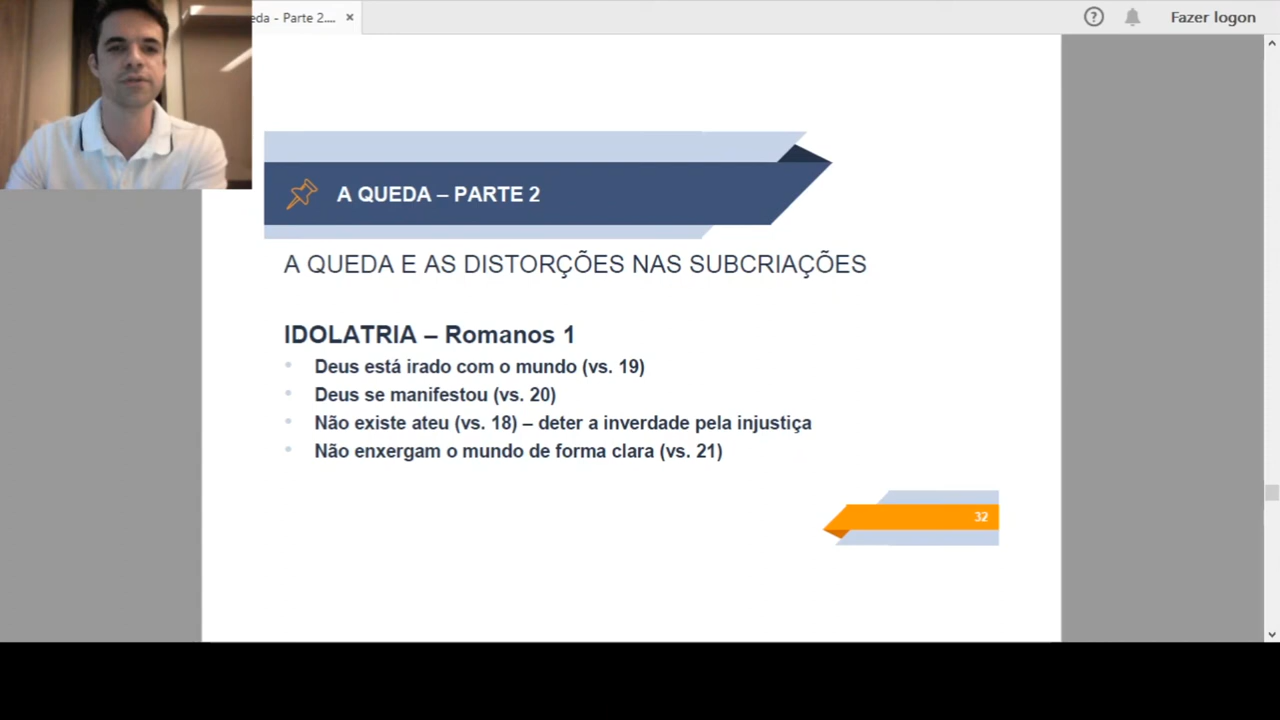 eda - Parte 2....
Fazer logon
A QUEDA – PARTE 2
A QUEDA E AS DISTORÇÕES NAS SUBCRIAÇÕES
IDOLATRIA – Romanos 1
Deus está irado com o mundo (vs. 19)
Deus se manifestou (vs. 20)
Não existe ateu (vs. 18) – deter a inverdade pela injustiça
Não enxergam o mundo de forma clara (vs. 21)
32